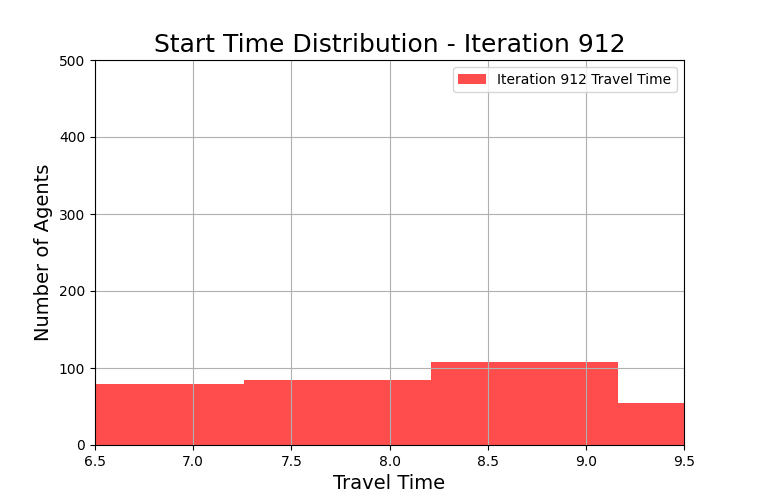 Start Time Distribution - Iteration 912
Iteration 912 Travel Time
Number of Agents
500
400
300
200
100
0
6.5 7.0 7.5 8.0 8.5 9.0 9.5
Travel Time